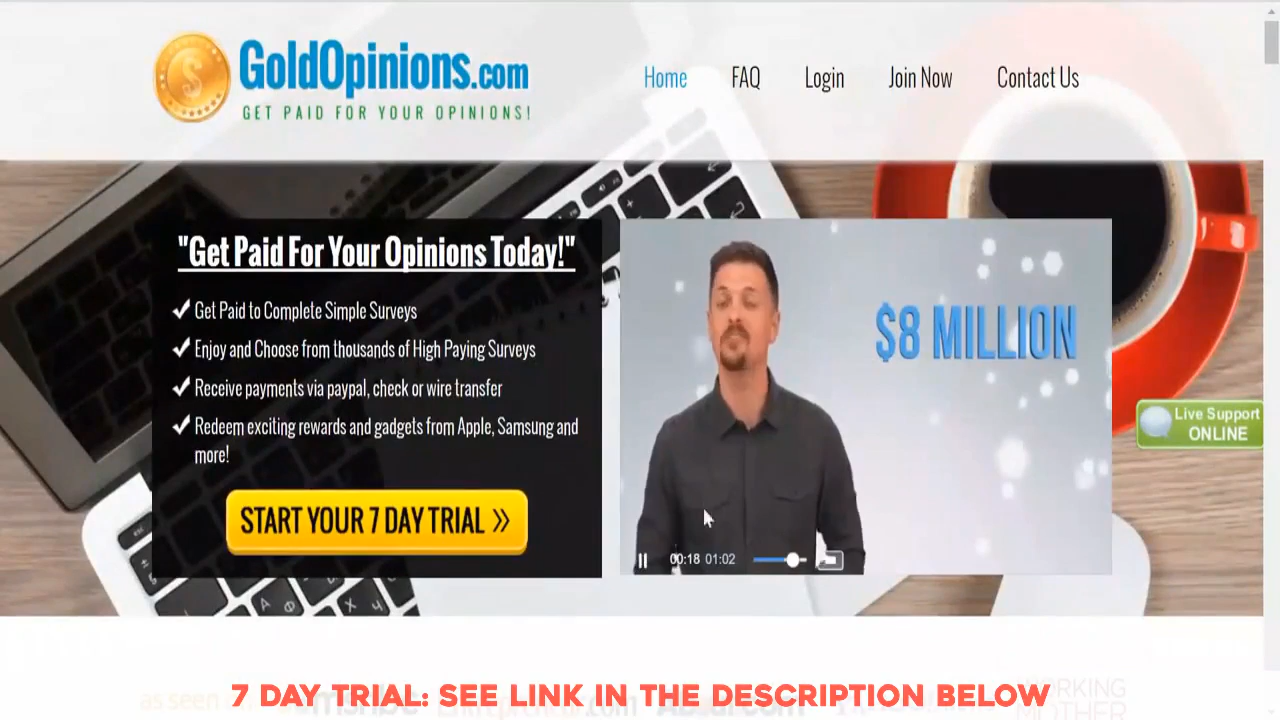 GoldOpinions.com
GET PAID FOR YOUR OPINIONS!
Home FAQ Login Join Now Contact Us
"Get Paid For Your Opinions Today!"
Get Paid to Complete Simple Surveys
Enjoy and Choose from thousands of High Paying Surveys
Receive payments via paypal, check or wire transfer
Redeem exciting rewards and gadgets from Apple, Samsung and
more!
START YOUR 7 DAY TRIAL »
$8 MILLION
00:18 01:02
Live Support
ONLINE
as seen
WORKING
MOTHER
7 DAY TRIAL: SEE LINK IN THE DESCRIPTION BELOW